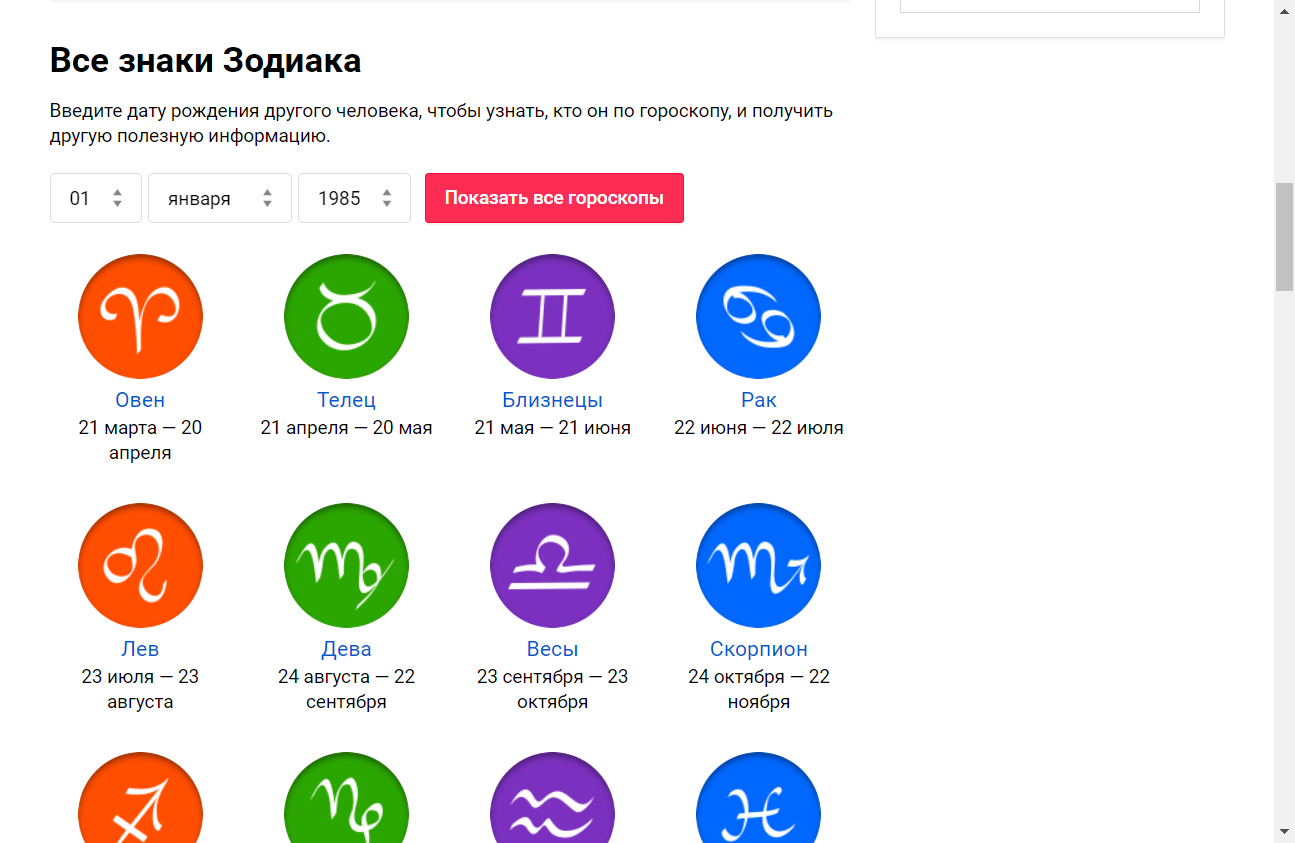 Все знаки Зодиака
Введите дату рождения другого человека, чтобы узнать, кто он по гороскопу, и получить
другую полезную информацию.
01 января 1985 Показать все гороскопы
Овен Телец Близнецы Рак
21 марта — 20 21 апреля — 20 мая 21 мая — 21 июня 22 июня — 22 июля
апреля
Лев Дева Весы Скорпион
23 июля — 23 24 августа — 22 23 сентября — 23 24 октября — 22
августа сентября октября ноября